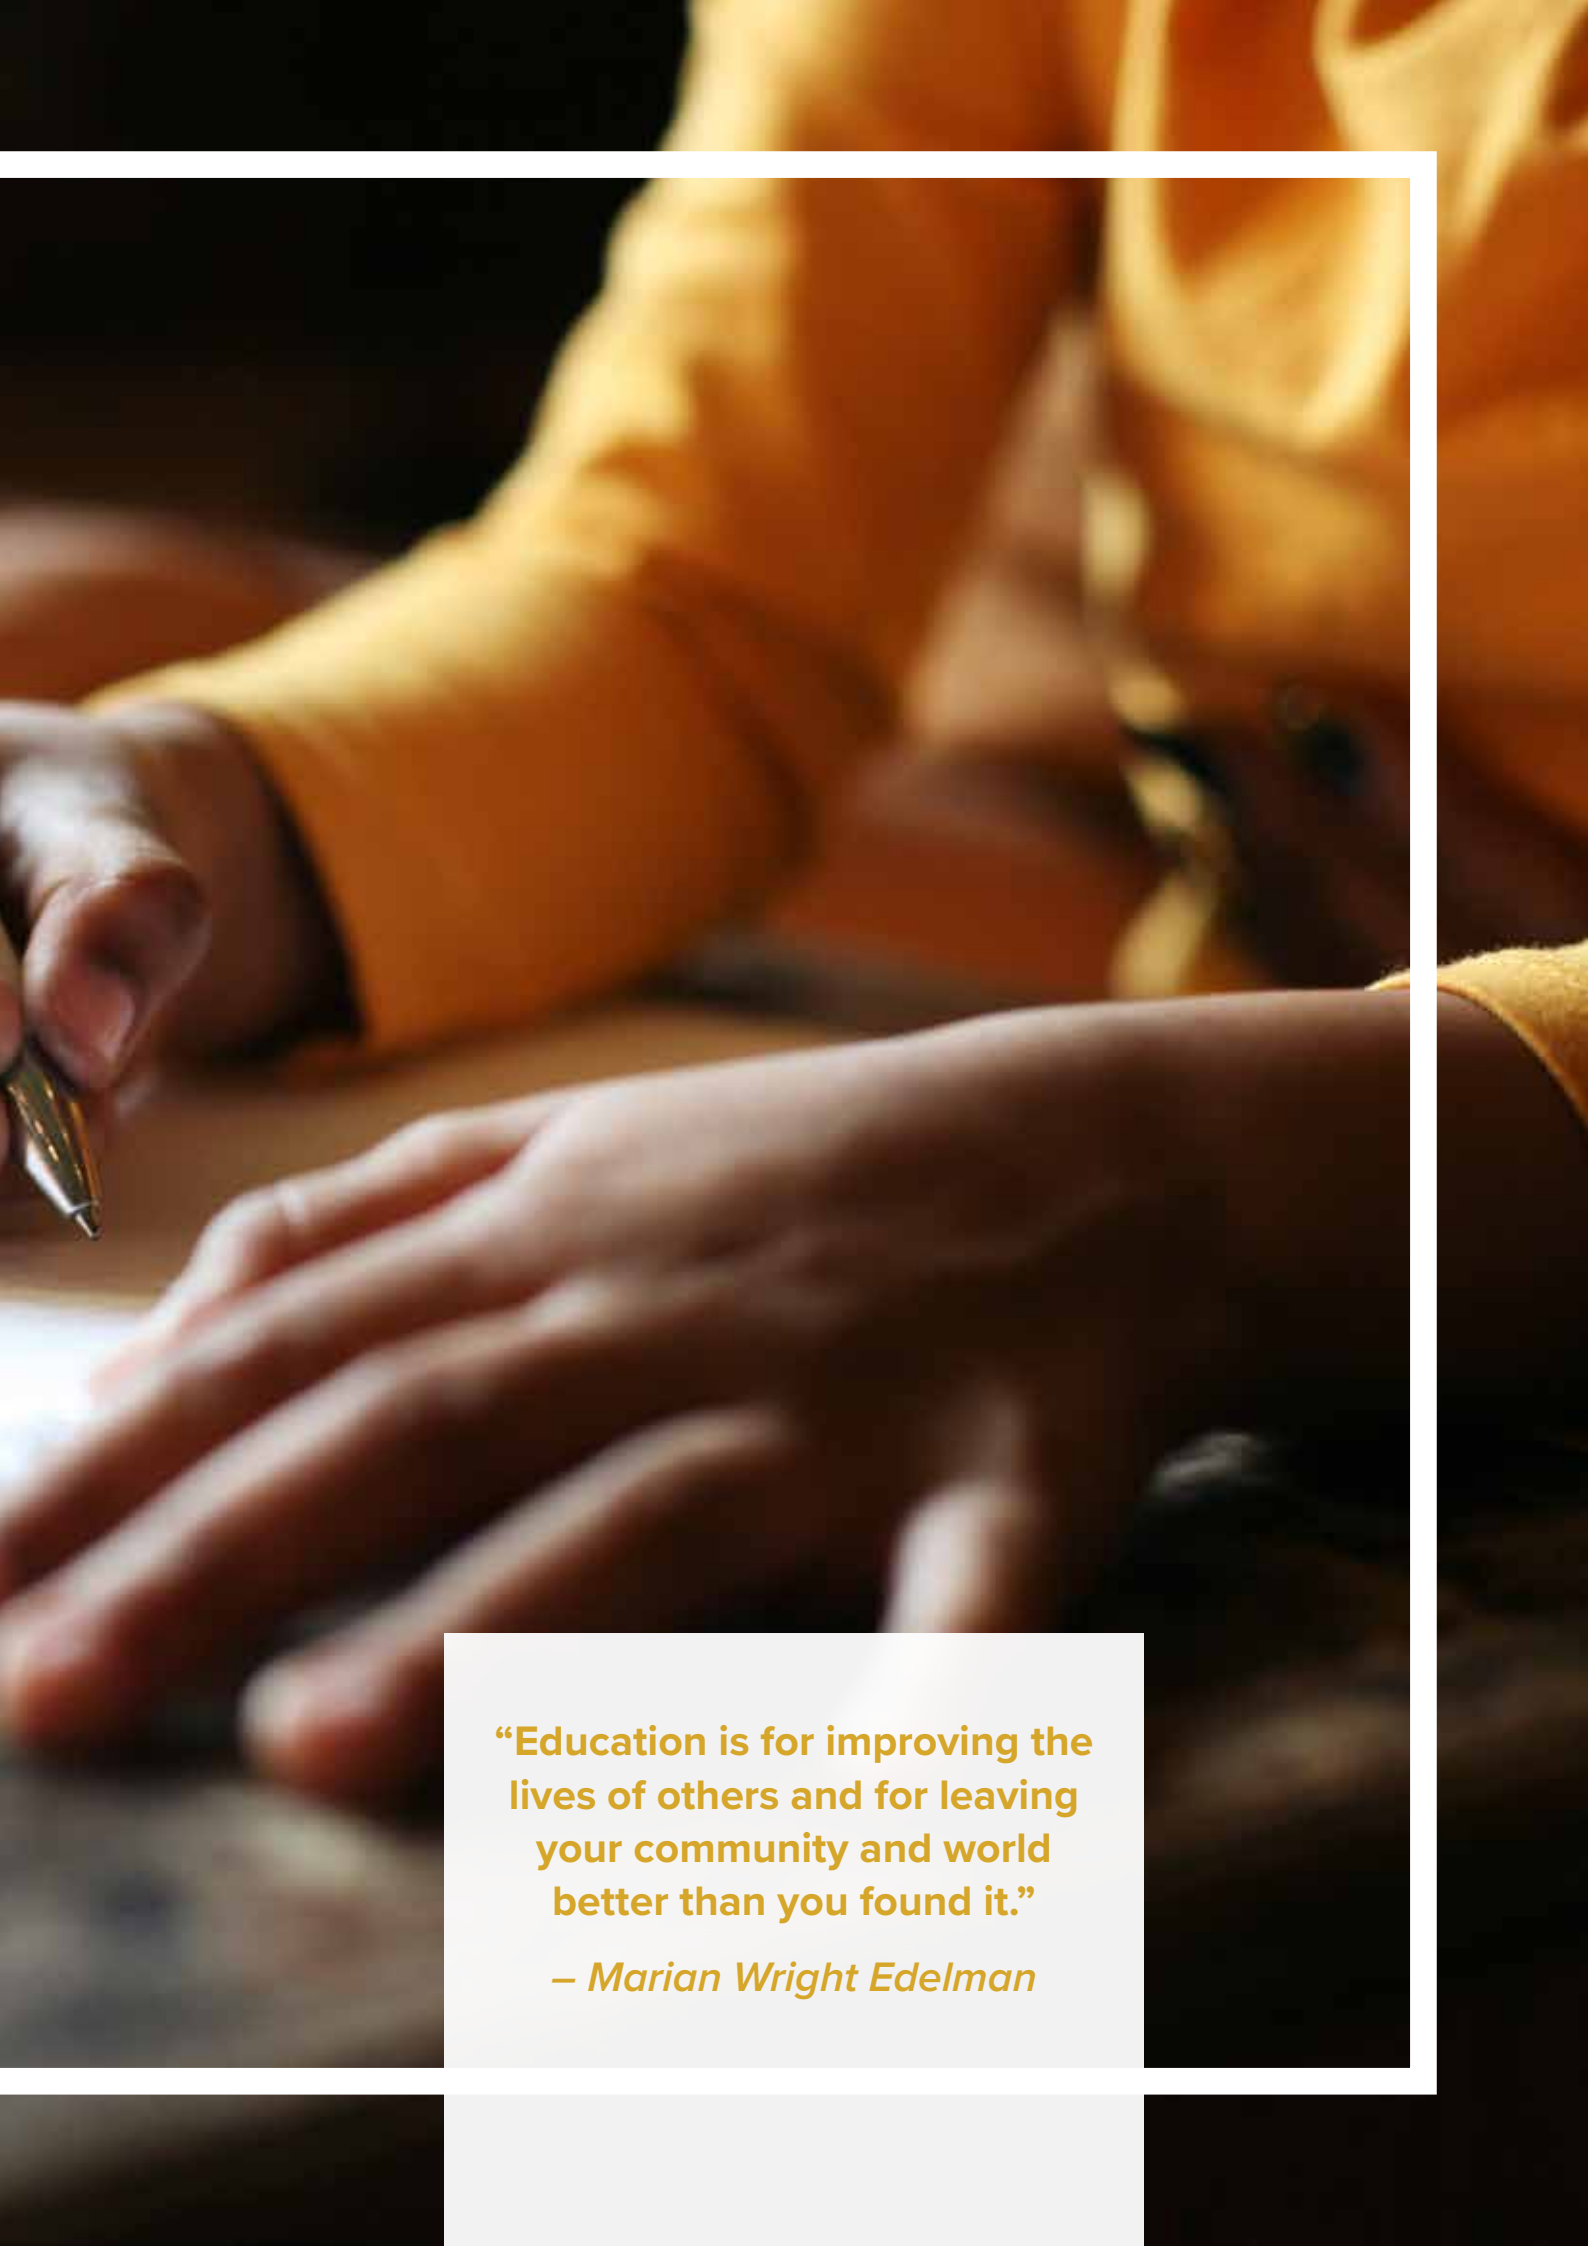 “Education is for improving the
lives of others and for leaving
your community and world
better than you found it.”
– Marian Wright Edelman